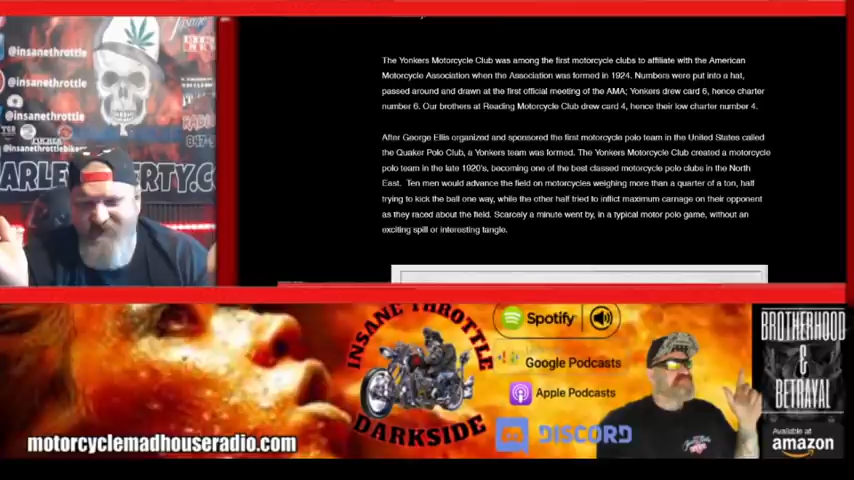 @insanethrottle
@insanethrottle
@insanethrottle
@insanethrottlebike
The Yonkers Motorcycle Club was among the first motorcycle clubs to affiliate with the American
Motorcycle Association when the Association was formed in 1924. Numbers were put into a hat,
passed around and drawn at the first official meeting of the AMA; Yonkers drew card 6, hence charter
number 6. Our brothers at Reading Motorcycle Club drew card 4, hence their low charter number 4.
After George Ellis organized and sponsored the first motorcycle polo team in the United States called
the Quaker Polo Club, a Yonkers team was formed. The Yonkers Motorcycle Club created a motorcycle
polo team in the late 1920's, becoming one of the best classed motorcycle polo clubs in the North
East. Ten men would advance the field on motorcycles weighing more than a quarter of a ton, half
trying to kick the ball one way, while the other half tried to inflict maximum carnage on their opponent
as they raced about the field. Scarcely a minute went by, in a typical motor polo game, without an
exciting spill or interesting tangle.
INSANE THROTTLE
DARKSIDE
Spotify
Google Podcasts
Apple Podcasts
DISCORD
BROTHERHOOD
&
BETRAYAL
Available at
amazon
motorcyclemadhouseradio.com